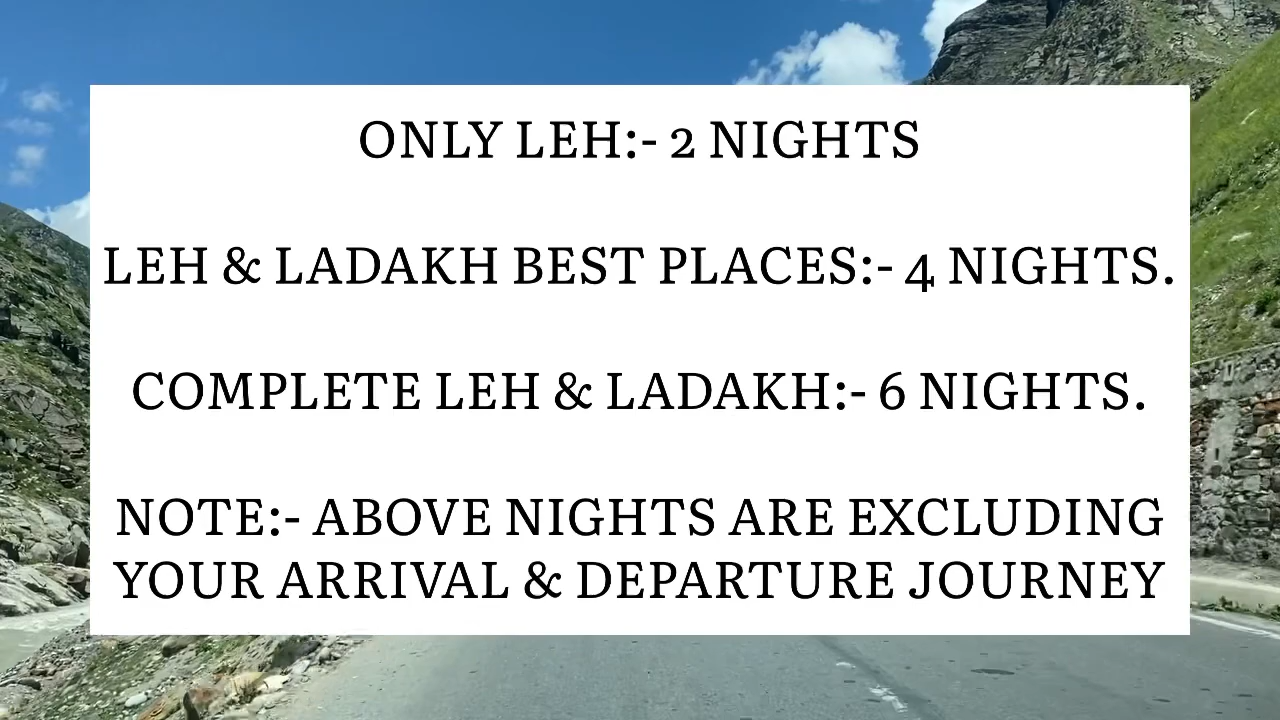 ONLY LEH:- 2 NIGHTS
LEH & LADAKH BEST PLACES:- 4 NIGHTS.
COMPLETE LEH & LADAKH:- 6 NIGHTS.
NOTE:- ABOVE NIGHTS ARE EXCLUDING
YOUR ARRIVAL & DEPARTURE JOURNEY